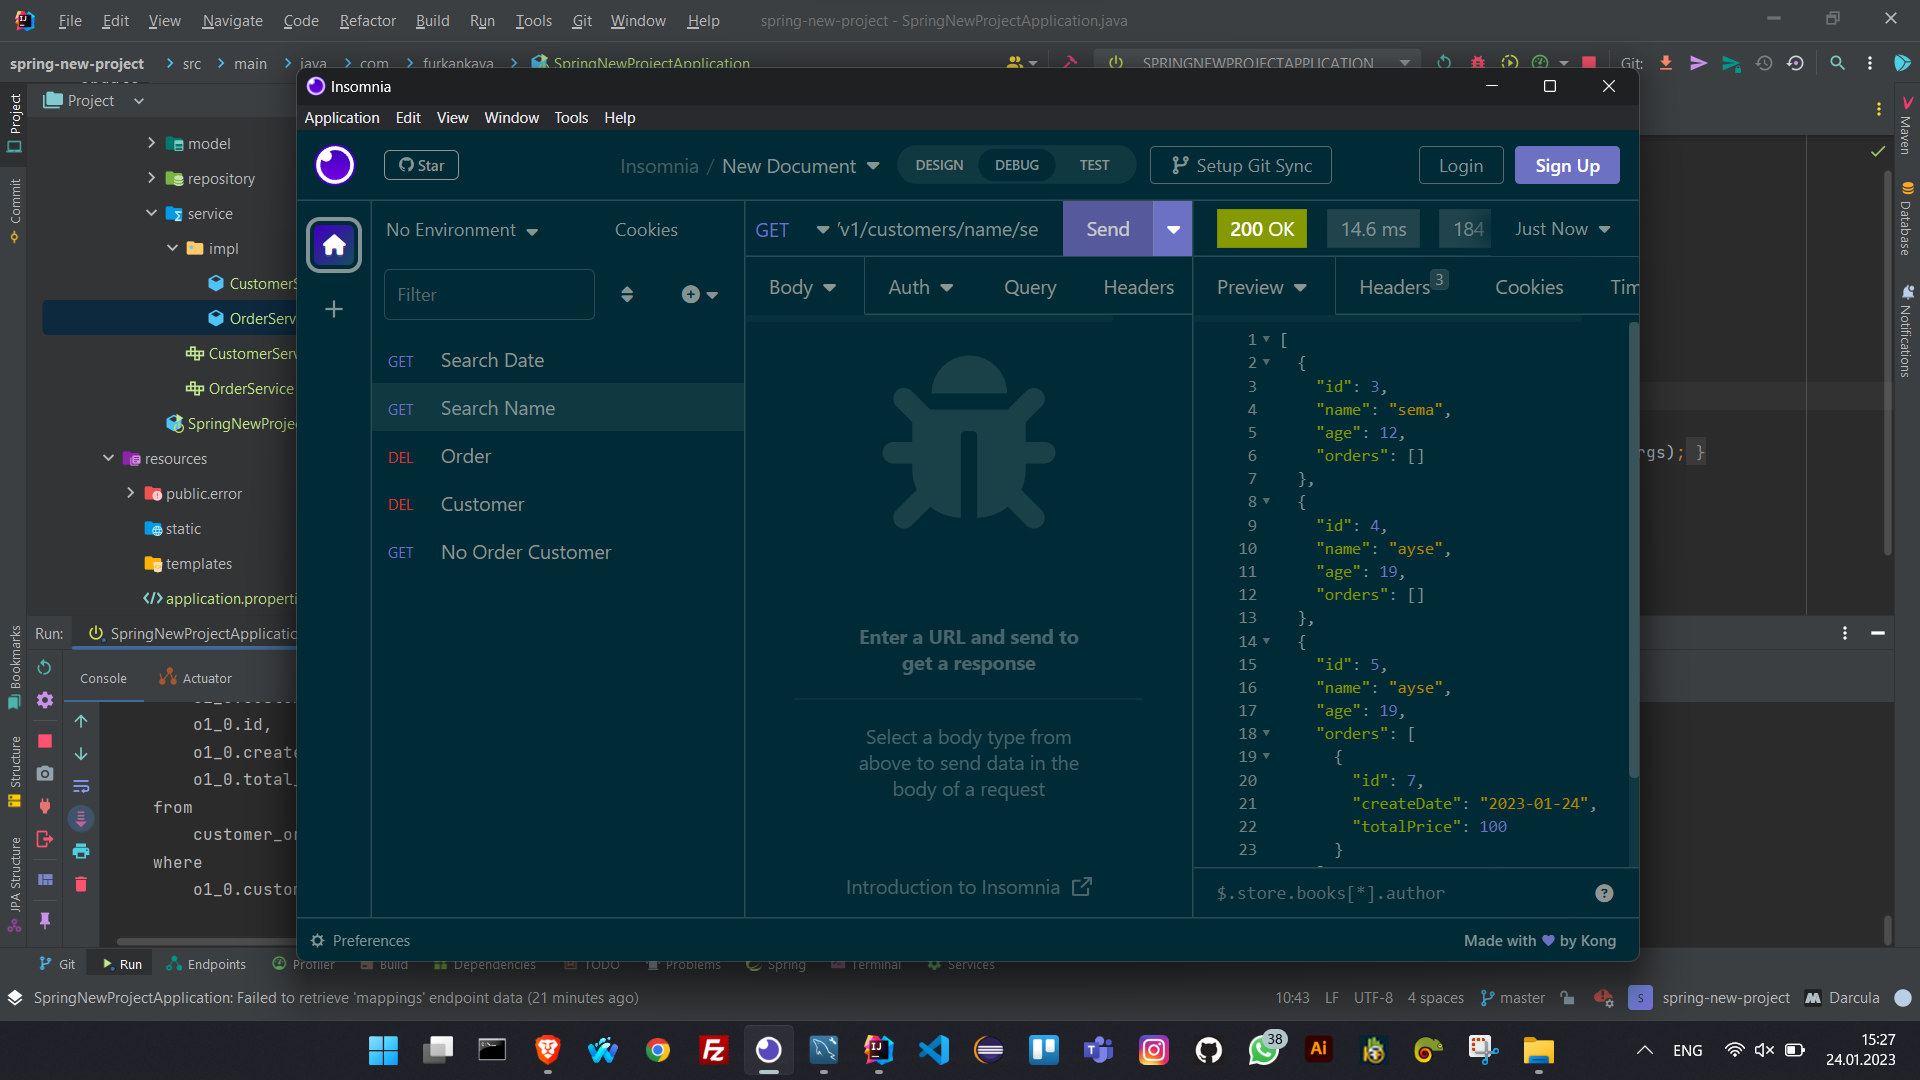 File Edit View Navigate Code Refactor Build Run Tools Git Window Help spring-new-project - SpringNewProjectApplication.java
spring-new-project src main java com furkankaya SpringNewProjectApplication SPRINGNEWPROJECTAPPLICATION Git:
Project
Project
Commit
model
repository
service
impl
CustomerS
OrderServ
CustomerServ
OrderService
SpringNewProje
resources
public.error
static
templates
application.properti
Maven
Database
Notifications
rgs); }
Insomnia
Application Edit View Window Tools Help
Star
Insomnia / New Document
DESIGN DEBUG TEST
Setup Git Sync
Login
Sign Up
No Environment
Cookies
Filter
GET Search Date
GET Search Name
DEL Order
DEL Customer
GET No Order Customer
GET /v1/customers/name/se
Send
Body Auth Query Headers
Enter a URL and send to
get a response
Select a body type from
above to send data in the
body of a request
Introduction to Insomnia
200 OK 14.6 ms 184 Just Now
Preview Headers 3 Cookies Tim
1 [
2 {
3 "id": 3,
4 "name": "sema",
5 "age": 12,
6 "orders": []
7 },
8 {
9 "id": 4,
10 "name": "ayse",
11 "age": 19,
12 "orders": []
13 },
14 {
15 "id": 5,
16 "name": "ayse",
17 "age": 19,
18 "orders": [
19 {
20 "id": 7,
21 "createDate": "2023-01-24",
22 "totalPrice": 100
23 }
$.store.books[*].author
?
Preferences
Made with by Kong
Run: SpringNewProjectApplicatio
Console Actuator
Bookmarks
Structure
JPA Structure
o1_0.id,
o1_0.create
o1_0.total_
from
customer_or
where
o1_0.custom
Git Run Endpoints Profiler Build Dependencies TODO Problems Spring Terminal Services
SpringNewProjectApplication: Failed to retrieve 'mappings' endpoint data (21 minutes ago)
10:43 LF UTF-8 4 spaces master S spring-new-project Darcula
38
ENG
15:27
24.01.2023